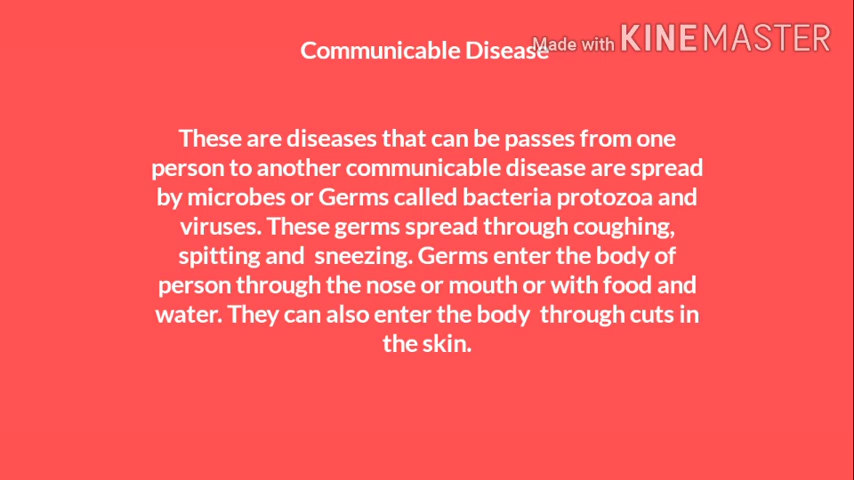 Communicable Disease
Made with KINEMASTER
These are diseases that can be passes from one
person to another communicable disease are spread
by microbes or Germs called bacteria protozoa and
viruses. These germs spread through coughing,
spitting and  sneezing. Germs enter the body of
person through the nose or mouth or with food and
water. They can also enter the body  through cuts in
the skin.